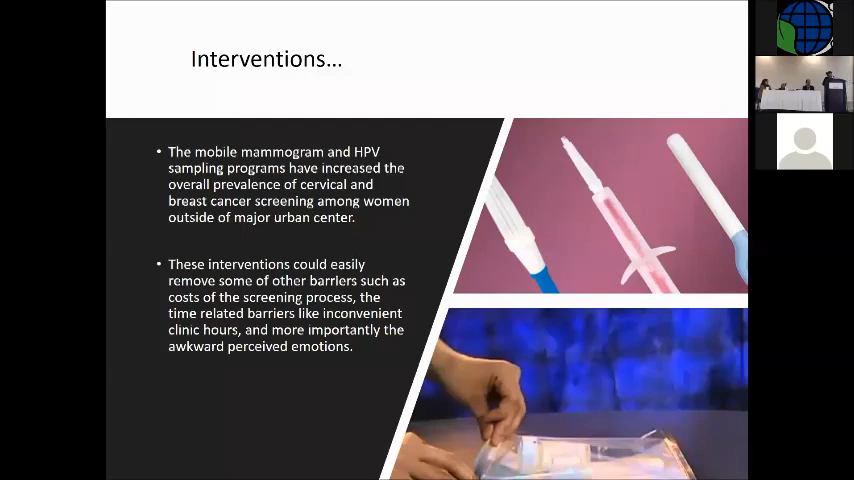 Interventions...
• The mobile mammogram and HPV
sampling programs have increased the
overall prevalence of cervical and
breast cancer screening among women
outside of major urban center.
• These interventions could easily
remove some of other barriers such as
costs of the screening process, the
time related barriers like inconvenient
clinic hours, and more importantly the
awkward perceived emotions.